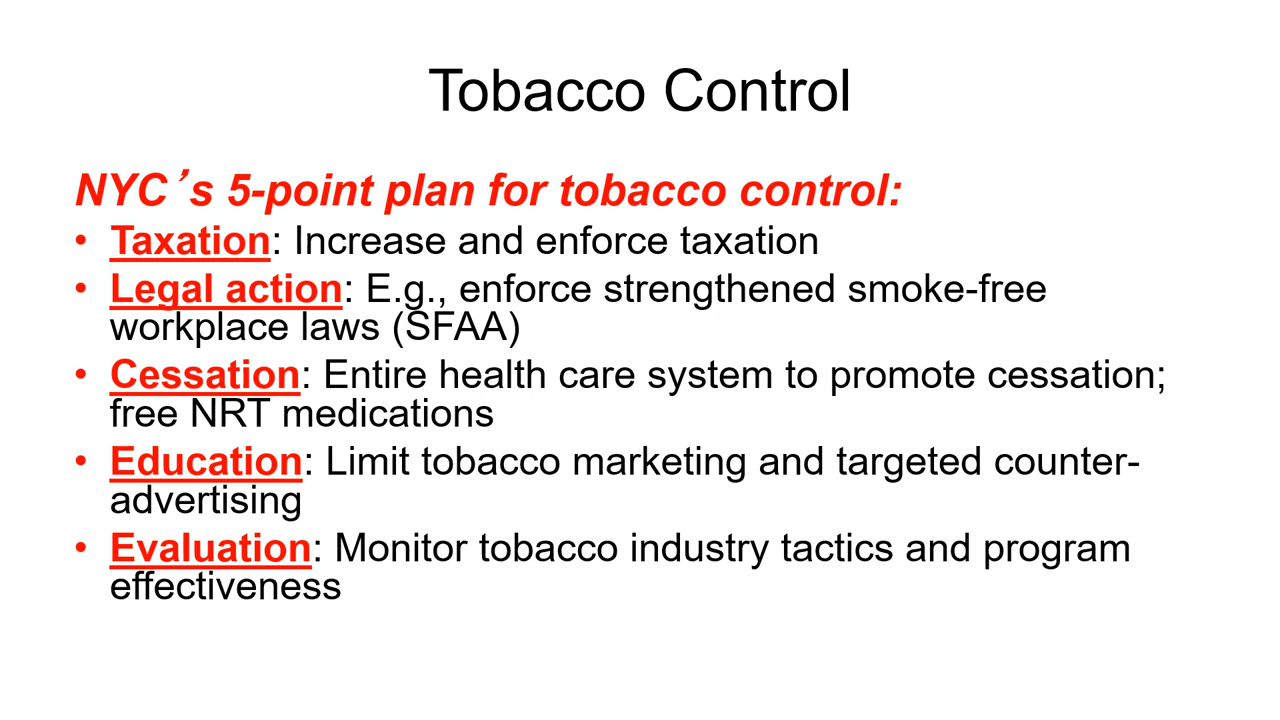 Tobacco Control
NYC´s 5-point plan for tobacco control:
• Taxation: Increase and enforce taxation
• Legal action: E.g., enforce strengthened smoke-free
workplace laws (SFAA)
• Cessation: Entire health care system to promote cessation;
free NRT medications
• Education: Limit tobacco marketing and targeted counter-
advertising
• Evaluation: Monitor tobacco industry tactics and program
effectiveness